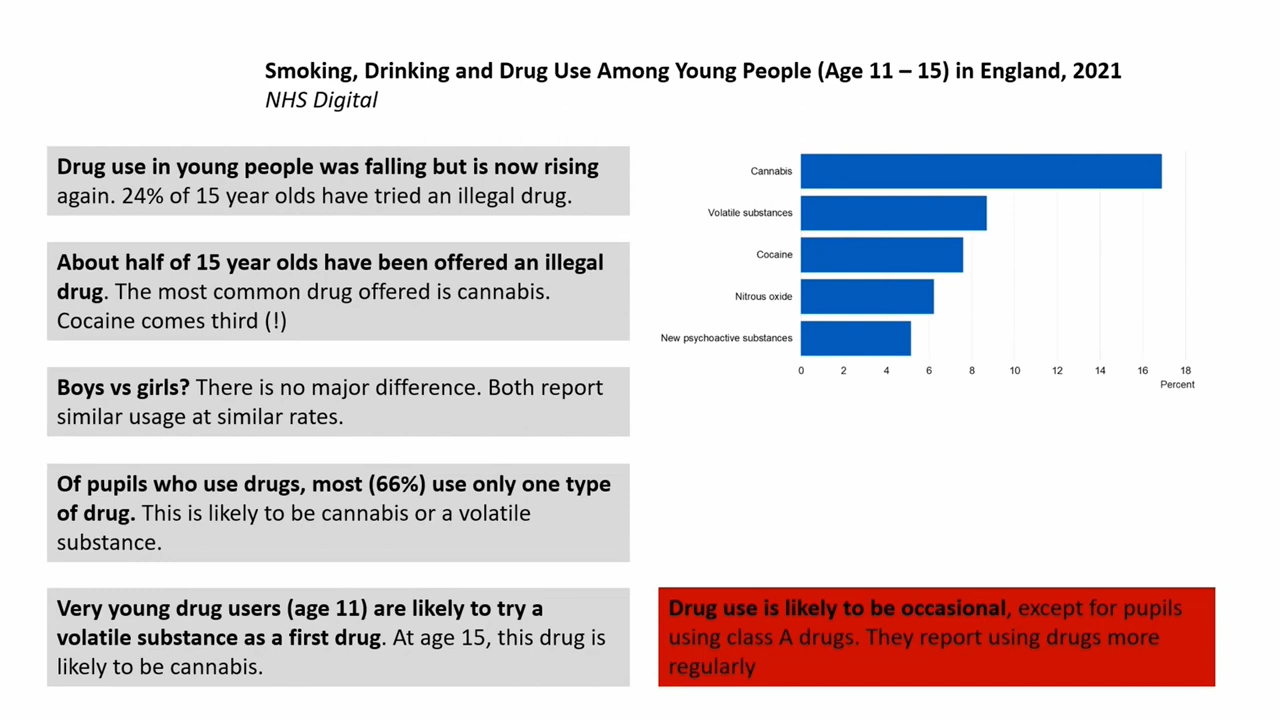 Smoking, Drinking and Drug Use Among Young People (Age 11 – 15) in England, 2021
NHS Digital
Drug use in young people was falling but is now rising
again. 24% of 15 year olds have tried an illegal drug.
About half of 15 year olds have been offered an illegal
drug. The most common drug offered is cannabis.
Cocaine comes third (!)
Boys vs girls? There is no major difference. Both report
similar usage at similar rates.
Of pupils who use drugs, most (66%) use only one type
of drug. This is likely to be cannabis or a volatile
substance.
Very young drug users (age 11) are likely to try a
volatile substance as a first drug. At age 15, this drug is
likely to be cannabis.
Cannabis
Volatile substances
Cocaine
Nitrous oxide
New psychoactive substances
0 2 4 6 8 10 12 14 16 18
Percent
Drug use is likely to be occasional, except for pupils
using class A drugs. They report using drugs more
regularly